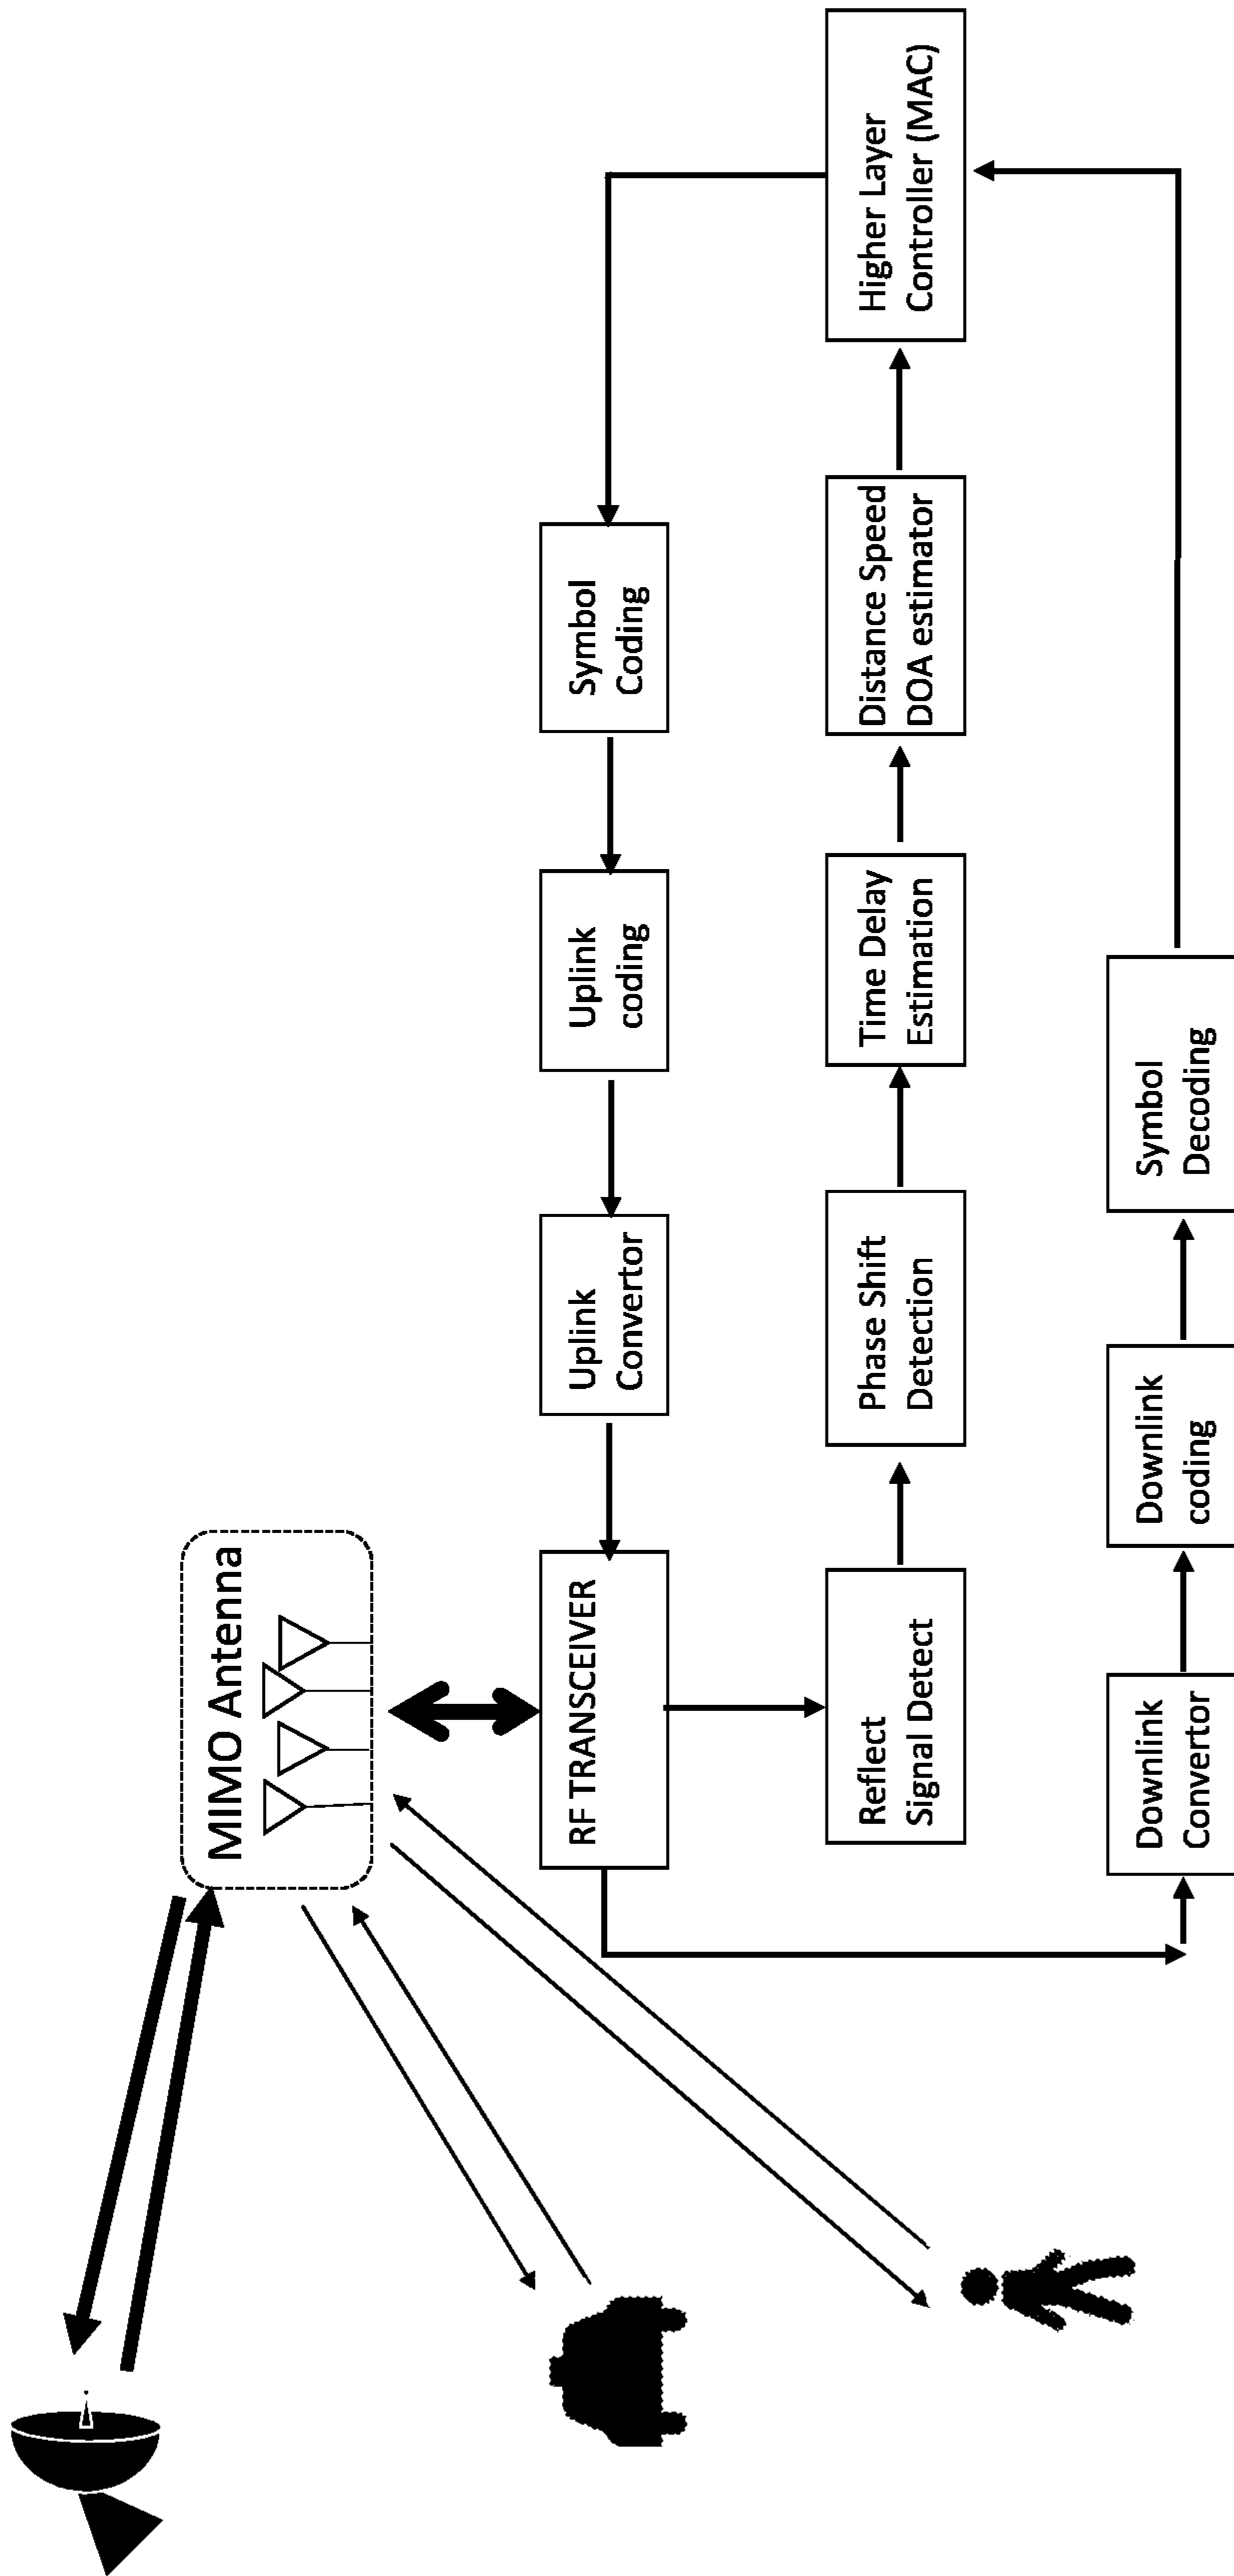 MIMO Antenna
RF TRANSCEIVER
Uplink
Convertor
Uplink
coding
Symbol
Coding
Reflect
Signal Detect
Phase Shift
Detection
Time Delay
Estimation
Distance Speed
DOA estimator
Higher Layer
Controller (MAC)
Downlink
Convertor
Downlink
coding
Symbol
Decoding